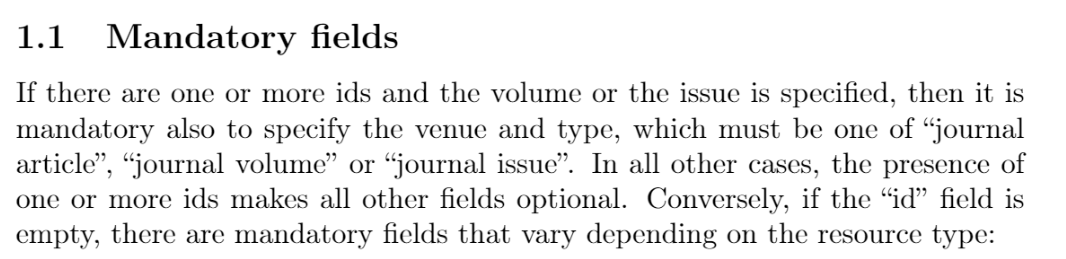 1.1 Mandatory fields
If there are one or more ids and the volume or the issue is specified, then it is
mandatory also to specify the venue and type, which must be one of “journal
article”, “journal volume” or “journal issue”. In all other cases, the presence of
one or more ids makes all other fields optional. Conversely, if the “id” field is
empty, there are mandatory fields that vary depending on the resource type: